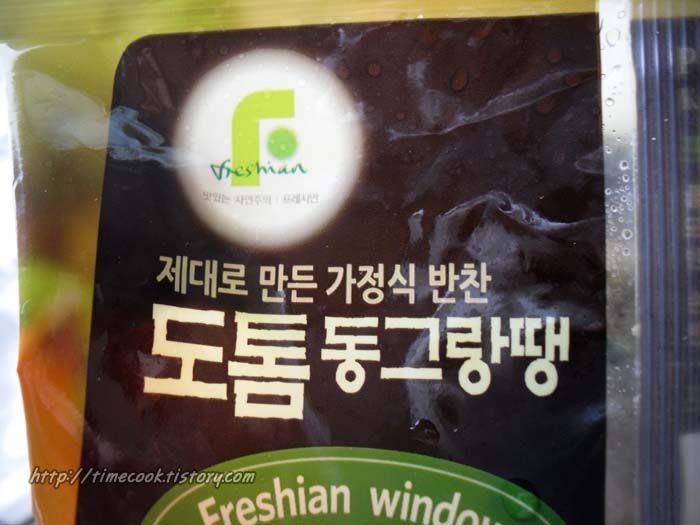 freshian
맛있는 자연주의 | 프레시안
제대로 만든 가정식 반찬
도톰 동그랑땡
Freshian window
http://timecook.tistory.com